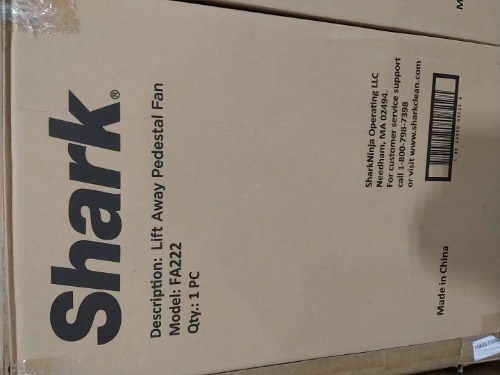 Shark®
Description: Lift Away Pedestal Fan
Model: FA222
Qty.: 1 PC
SharkNinja Operating LLC
Needham, MA 02494.
For customer service support
call 1-800-798-7398
or visit www.sharkclean.com
Made in China